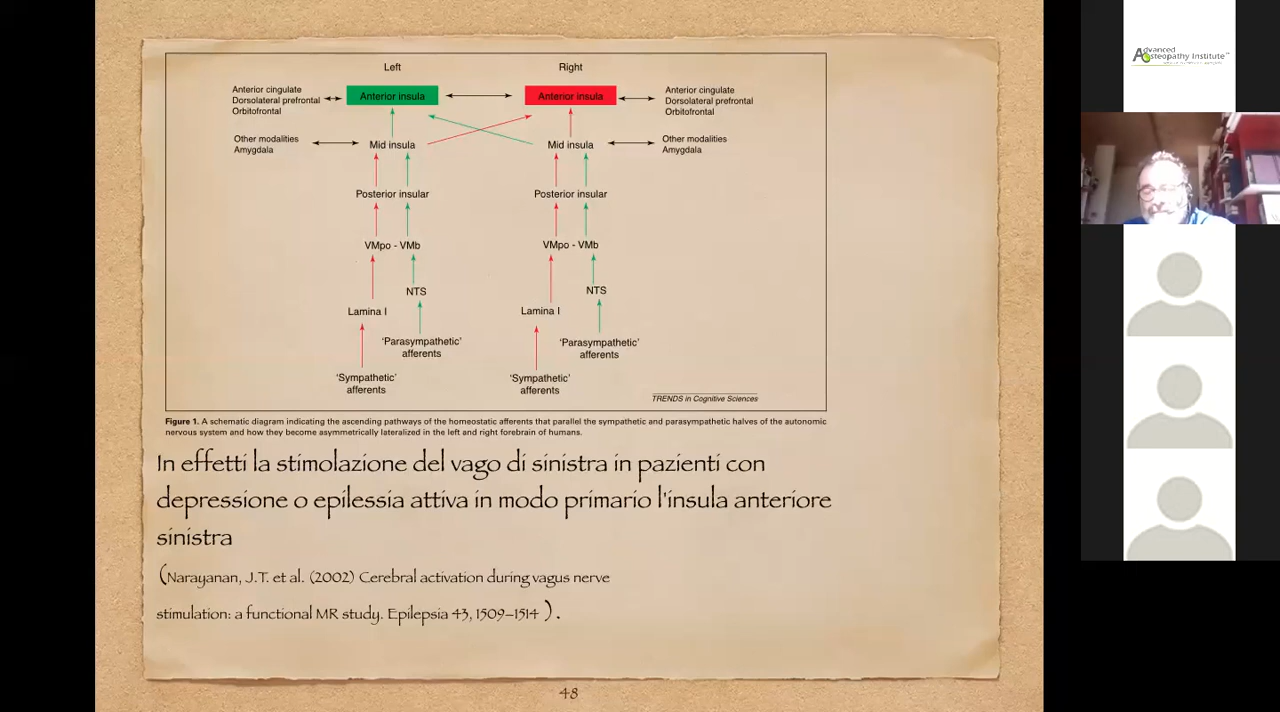 Left Right
Anterior cingulate
Dorsolateral prefrontal
Orbitofrontal
Anterior insula
Anterior insula
Anterior cingulate
Dorsolateral prefrontal
Orbitofrontal
Other modalities
Amygdala
Mid insula
Mid insula
Other modalities
Amygdala
Posterior insular Posterior insular
VMpo - VMb VMpo - VMb
NTS NTS
Lamina I Lamina I
'Parasympathetic'
afferents
'Parasympathetic'
afferents
'Sympathetic'
afferents
'Sympathetic'
afferents
TRENDS in Cognitive Sciences
Figure 1. A schematic diagram indicating the ascending pathways of the homeostatic afferents that parallel the sympathetic and parasympathetic halves of the autonomic
nervous system and how they become asymmetrically lateralized in the left and right forebrain of humans.
In effetti la stimolazione del vago di sinistra in pazienti con
depressione o epilessia attiva in modo primario l'insula anteriore
sinistra
(Narayanan, J.T. et al. (2002) Cerebral activation during vagus nerve
stimulation: a functional MR study. Epilepsia 43, 1509–1514 ).
48
Advanced
Osteopathy Institute™